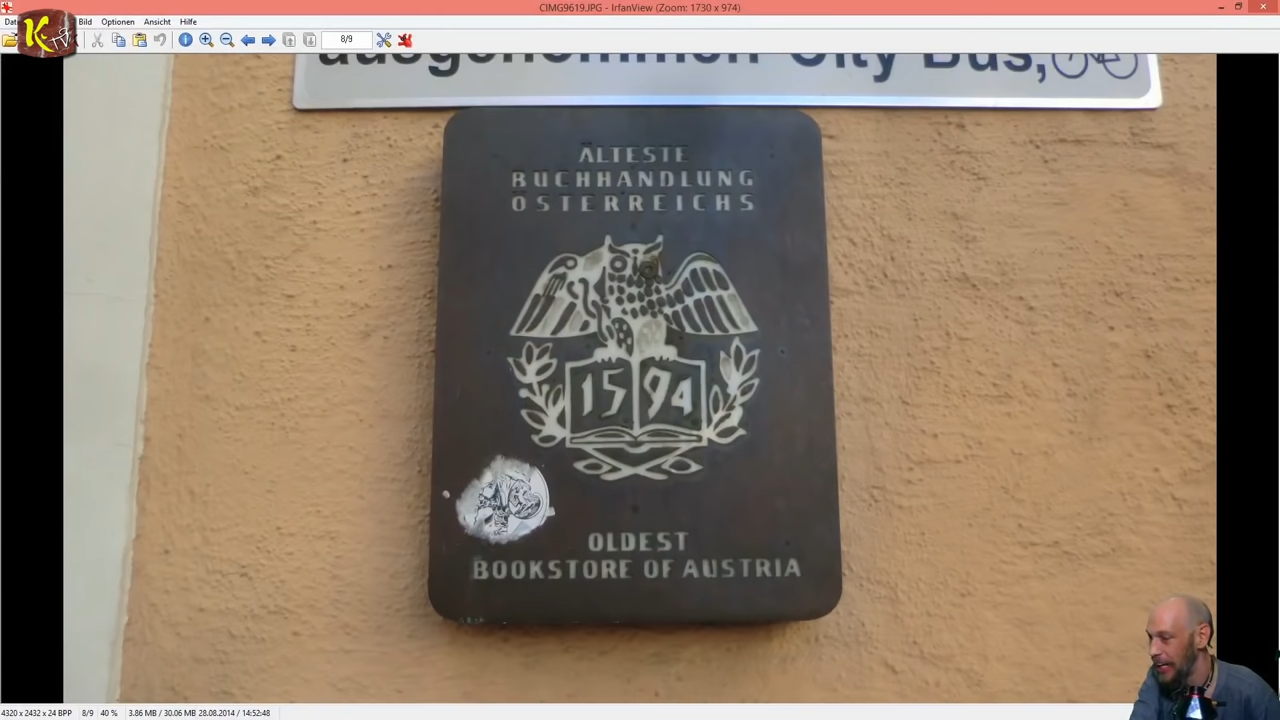 CIMG9619.JPG - IrfanView (Zoom: 1730 x 974)
Bild Optionen Ansicht Hilfe
8/9
ausgenommen City Bus,
ÄLTESTE
BUCHHANDLUNG
ÖSTERREICHS
15 94
OLDEST
BOOKSTORE OF AUSTRIA
4320 x 2432 x 24 BPP 8/9 40 % 3.86 MB / 30.06 MB 28.08.2014 / 14:52:48